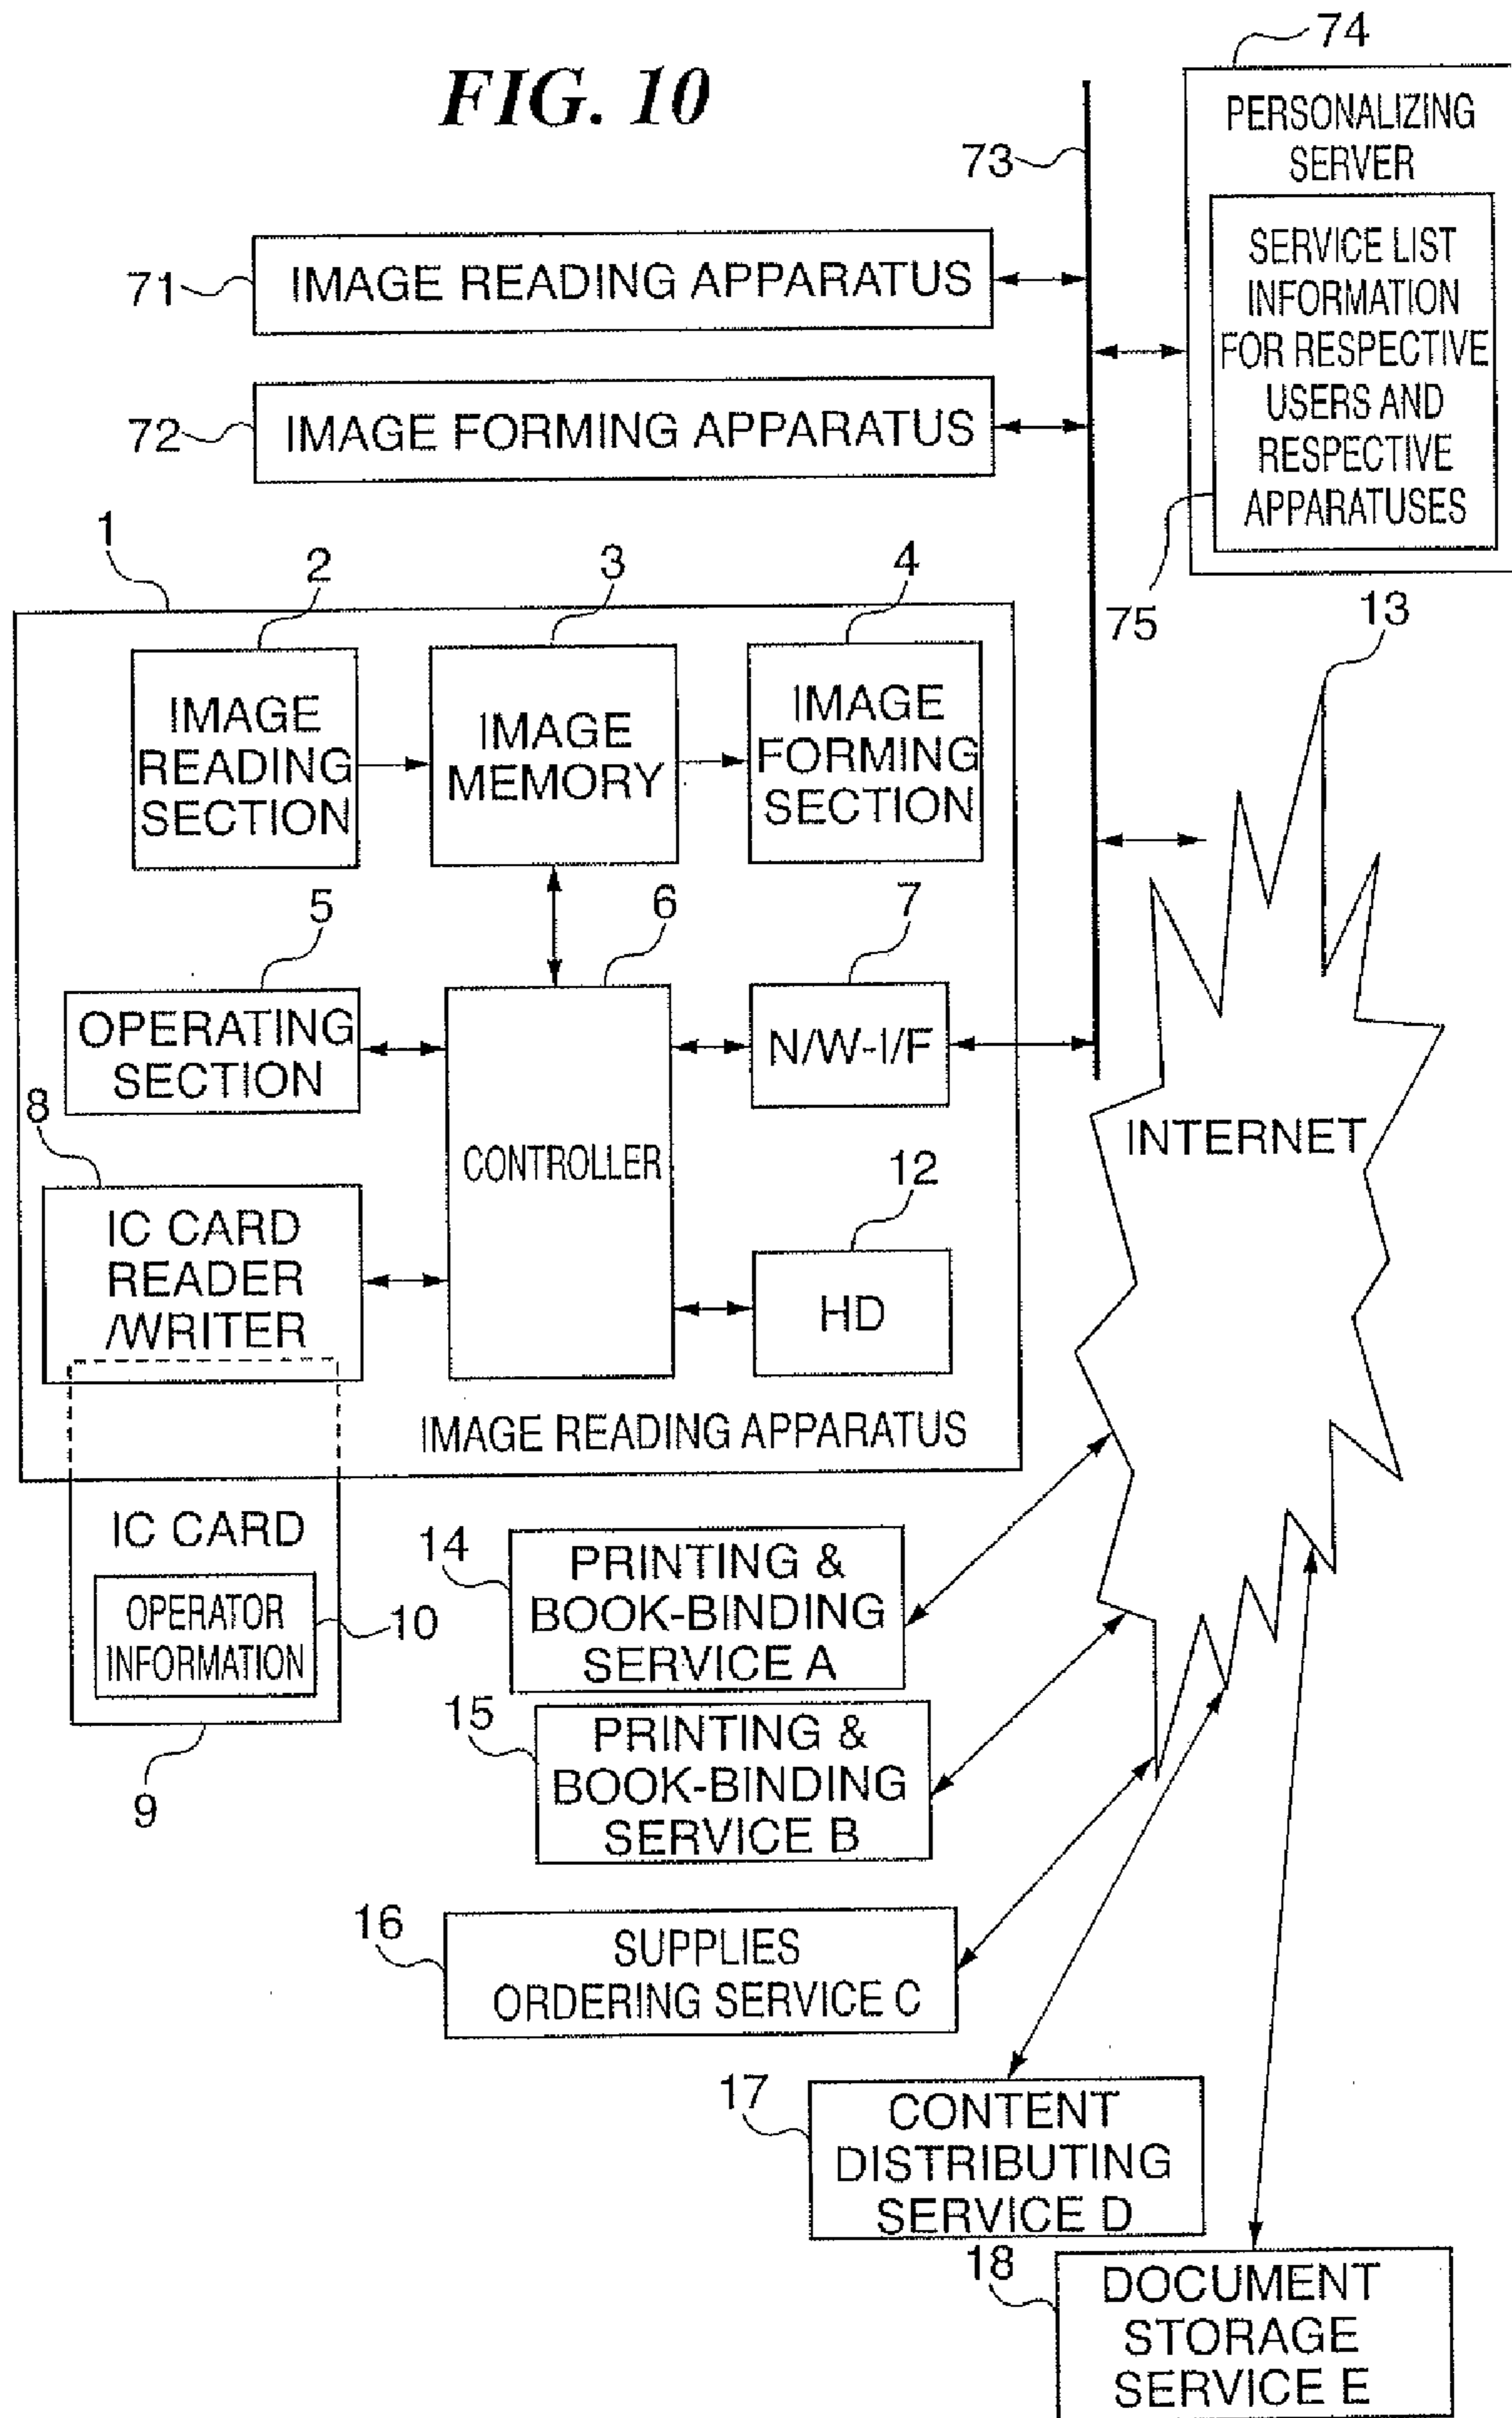 FIG. 10
74
PERSONALIZING
SERVER
73
SERVICE LIST
INFORMATION
FOR RESPECTIVE
USERS AND
RESPECTIVE
APPARATUSES
75
71
IMAGE READING APPARATUS
72
IMAGE FORMING APPARATUS
1
2
3
4
13
IMAGE
READING
SECTION
IMAGE
MEMORY
IMAGE
FORMING
SECTION
5
6
7
OPERATING
SECTION
CONTROLLER
N/W-I/F
INTERNET
8
12
IC CARD
READER
/WRITER
HD
IMAGE READING APPARATUS
IC CARD
OPERATOR
INFORMATION
10
9
14
PRINTING &
BOOK-BINDING
SERVICE A
15
PRINTING &
BOOK-BINDING
SERVICE B
16
SUPPLIES
ORDERING SERVICE C
17
CONTENT
DISTRIBUTING
SERVICE D
18
DOCUMENT
STORAGE
SERVICE E